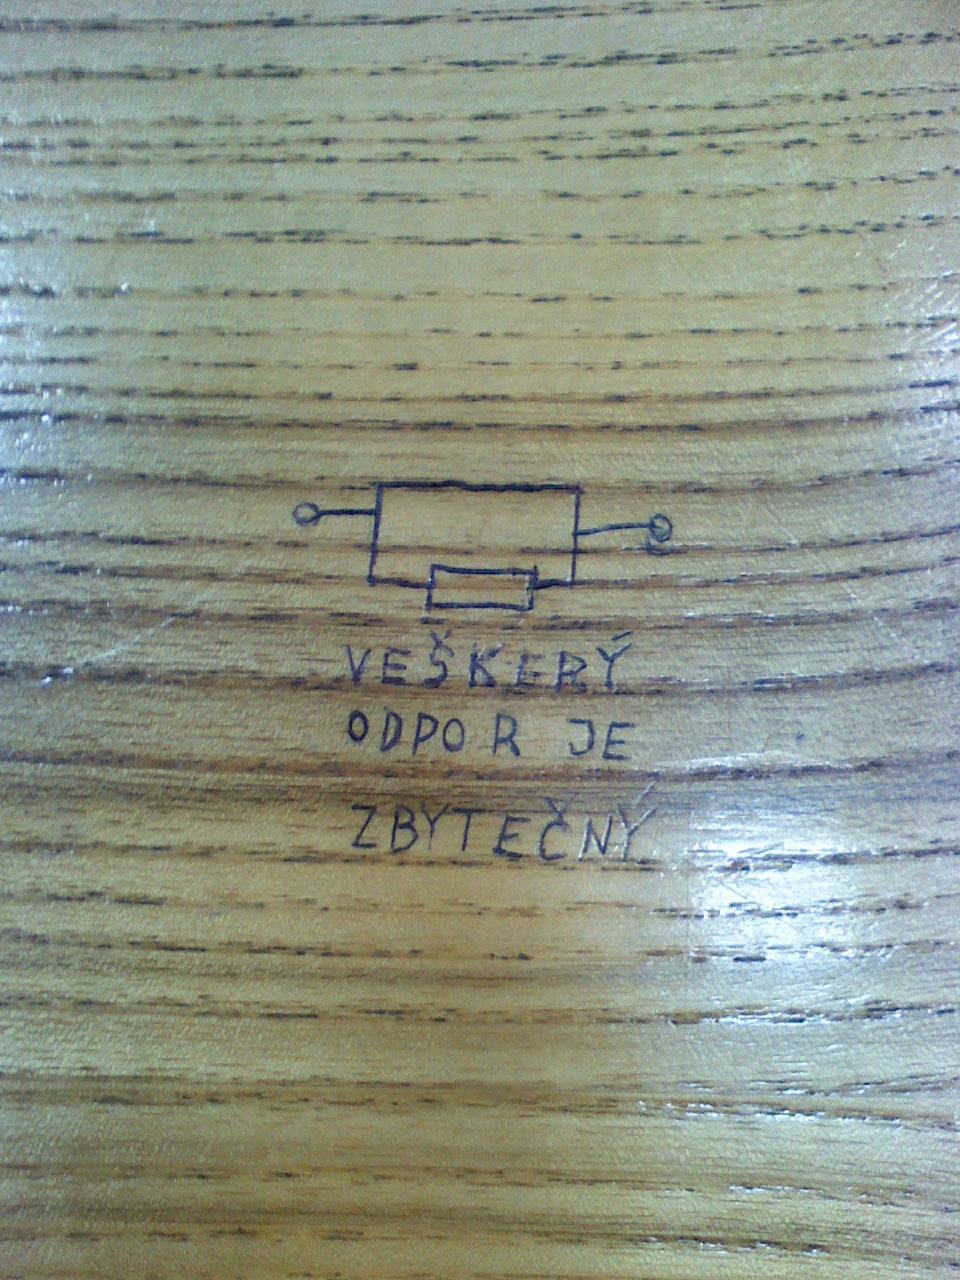 VEŠKERÝ
ODPOR JE
ZBYTEČNÝ